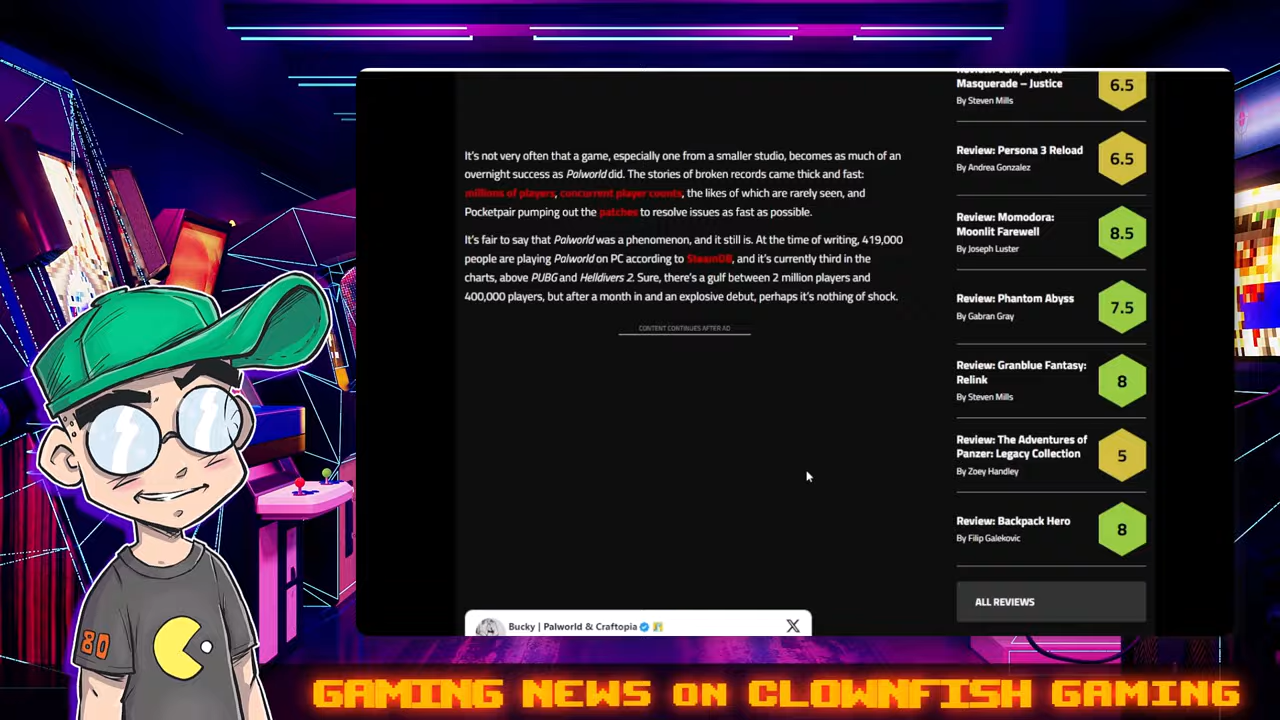 It's not very often that a game, especially one from a smaller studio, becomes as much of an
overnight success as Palworld did. The stories of broken records came thick and fast:
millions of players, concurrent player counts, the likes of which are rarely seen, and
Pocketpair pumping out the patches to resolve issues as fast as possible.
It's fair to say that Palworld was a phenomenon, and it still is. At the time of writing, 419,000
people are playing Palworld on PC according to SteamDB, and it's currently third in the
charts, above PUBG and Helldivers 2. Sure, there's a gulf between 2 million players and
400,000 players, but after a month in and an explosive debut, perhaps it's nothing of shock.
CONTENT CONTINUES AFTER AD
Bucky | Palworld & Craftopia
Review: Vampire: The
Masquerade – Justice
By Steven Mills
6.5
Review: Persona 3 Reload
By Andrea Gonzalez
6.5
Review: Momodora:
Moonlit Farewell
By Joseph Luster
8.5
Review: Phantom Abyss
By Gabran Gray
7.5
Review: Granblue Fantasy:
Relink
By Steven Mills
8
Review: The Adventures of
Panzer: Legacy Collection
By Zoey Handley
5
Review: Backpack Hero
By Filip Galekovic
8
ALL REVIEWS
80
GAMING NEWS ON CLOWNFISH GAMING